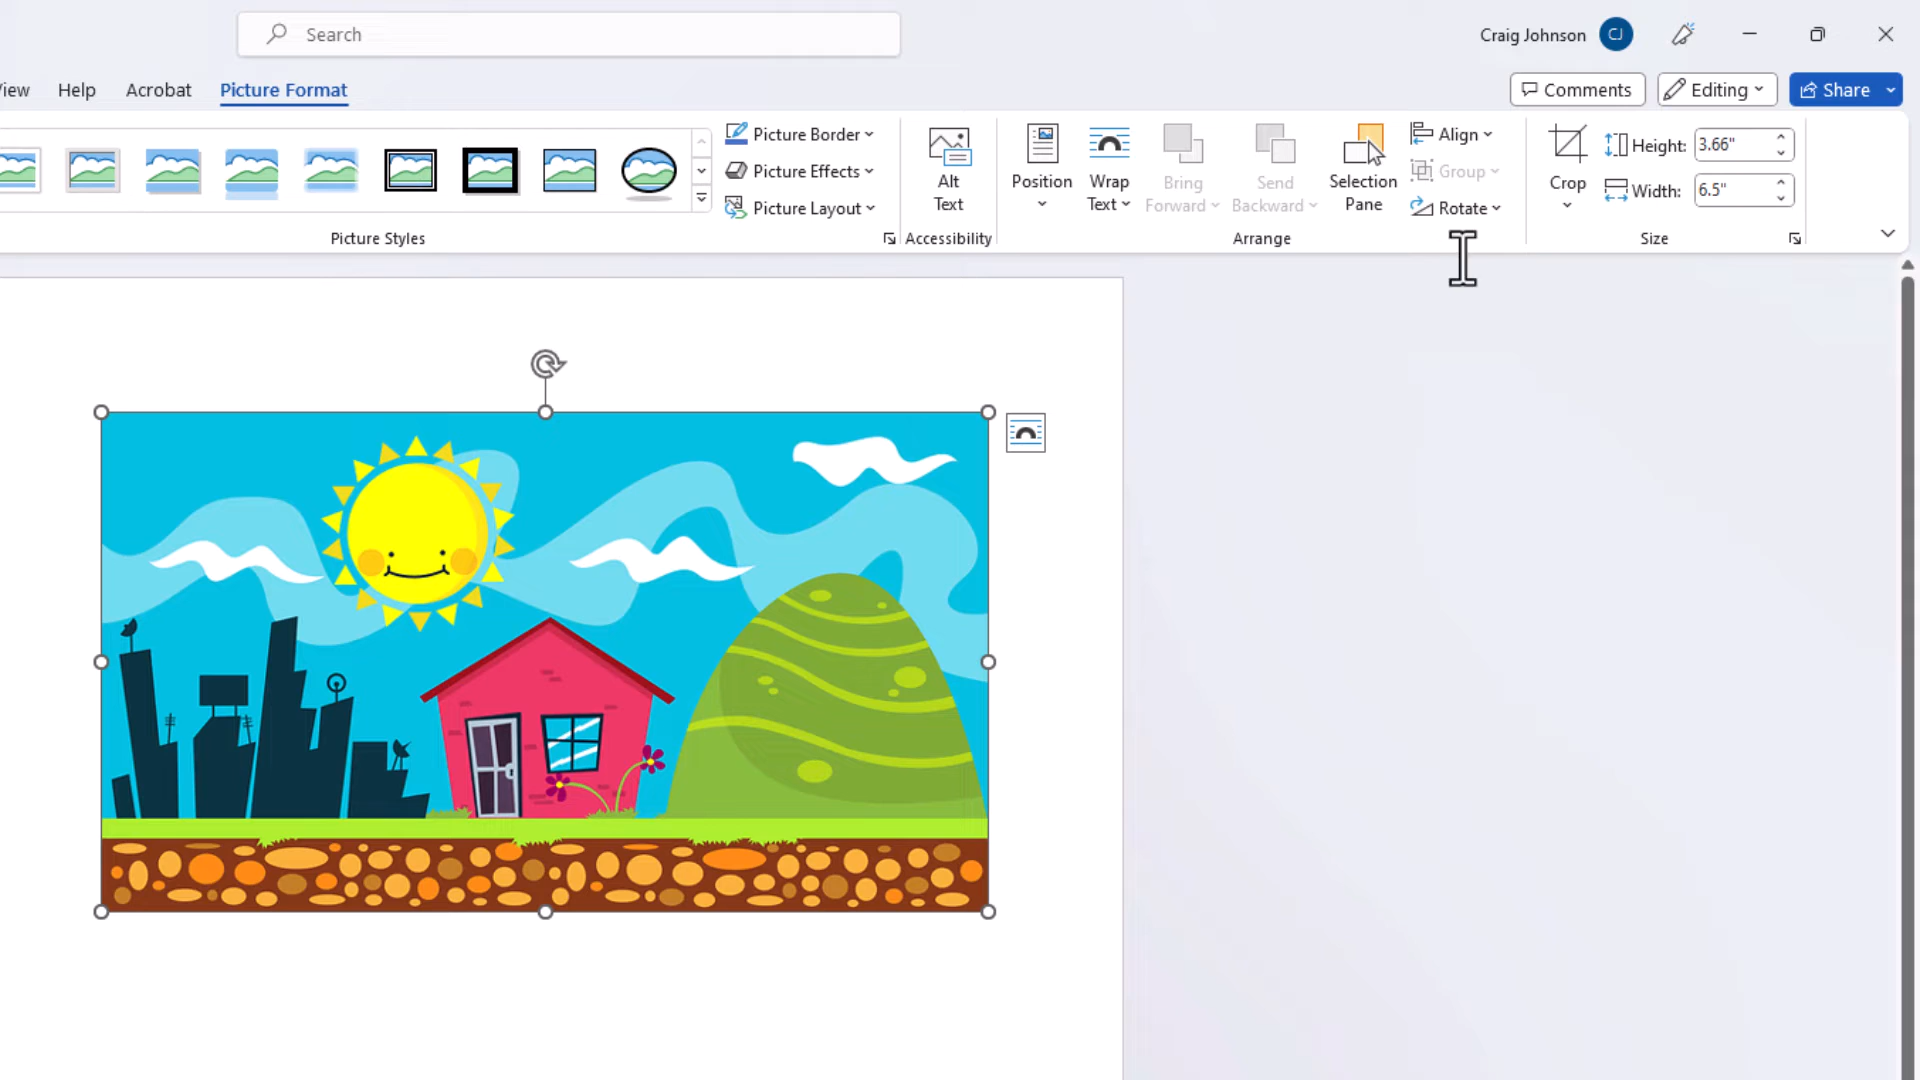 Search
Craig Johnson CJ
View Help Acrobat Picture Format
Comments Editing Share
Picture Border
Picture Effects
Picture Layout
Picture Styles
Alt
Text
Accessibility
Position
Wrap
Text
Bring
Forward
Send
Backward
Selection
Pane
Align
Group
Rotate
Arrange
Crop
Height: 3.66"
Width: 6.5"
Size